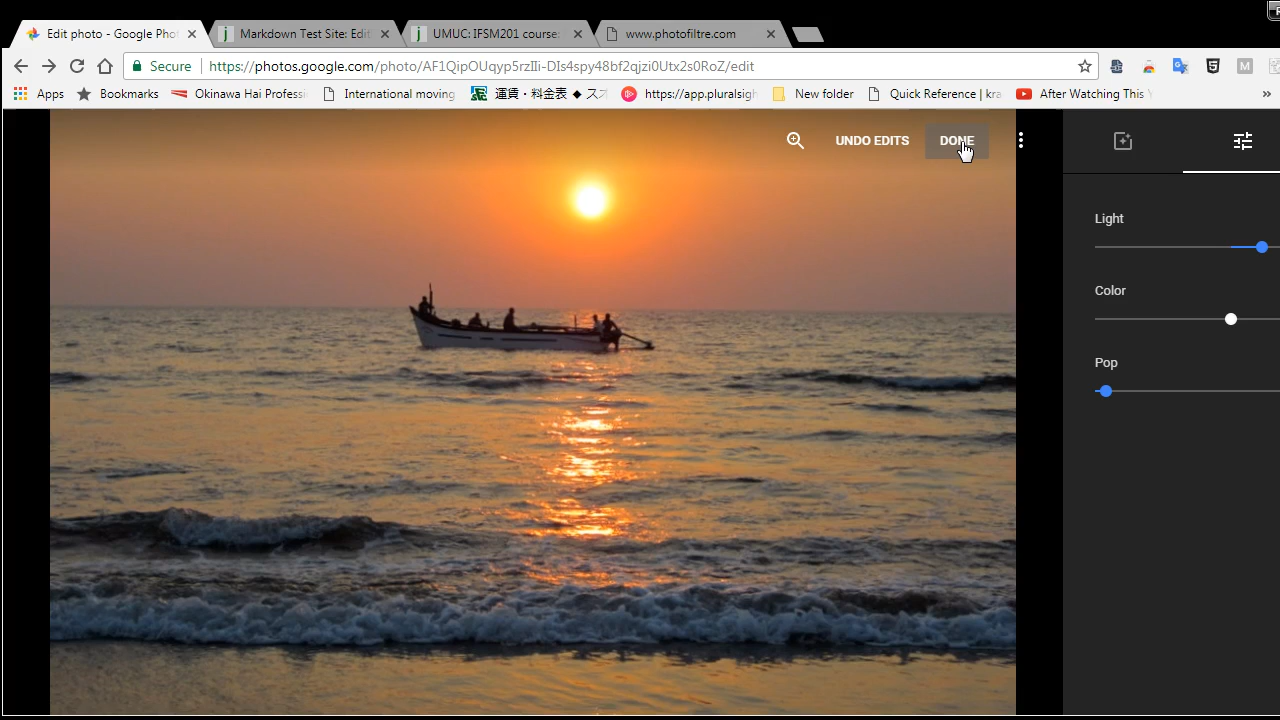 Edit photo - Google Pho
Markdown Test Site: Edi
UMUC: IFSM201 course
www.photofiltre.com
Secure
https://photos.google.com/photo/AF1QipOUqyp5rzIli-DIs4spy48bf2qjzi0Utx2s0RoZ/edit
Apps
Bookmarks
Okinawa Hai Profess
International moving
運賃・料金表 ◆ ス
https://app.pluralsig
New folder
Quick Reference | kra
After Watching This
»
UNDO EDITS
DONE
Light
Color
Pop